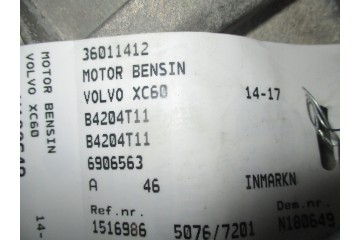 36011412
MOTOR BENSIN
VOLVO XC60 14-17
B4204T11
B4204T11
6906563
A 46 INMARKN
Ref.nr. Dem.nr.
1516986 5076/7201 N180649
MOTOR BENSIN
VOLVO XC60
14-